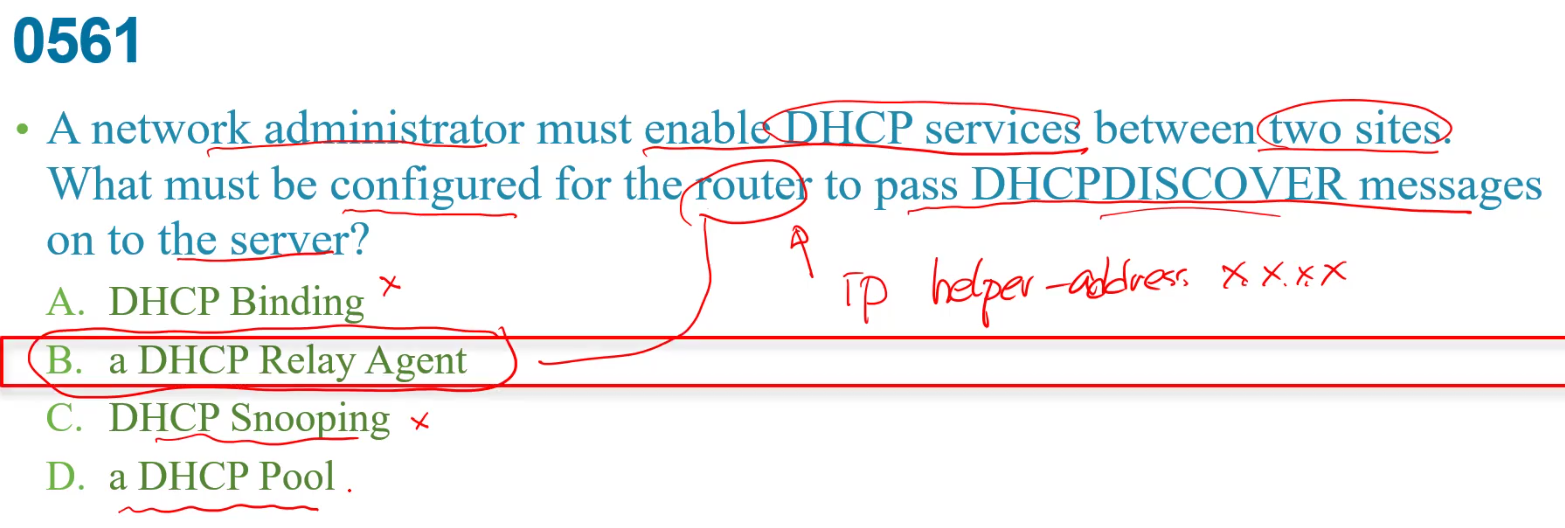 0561
• A network administrator must enable DHCP services between two sites.
What must be configured for the router to pass DHCPDISCOVER messages
on to the server?
ip helper-address x.x.x.x
A. DHCP Binding ×
B. a DHCP Relay Agent
C. DHCP Snooping ×
D. a DHCP Pool .